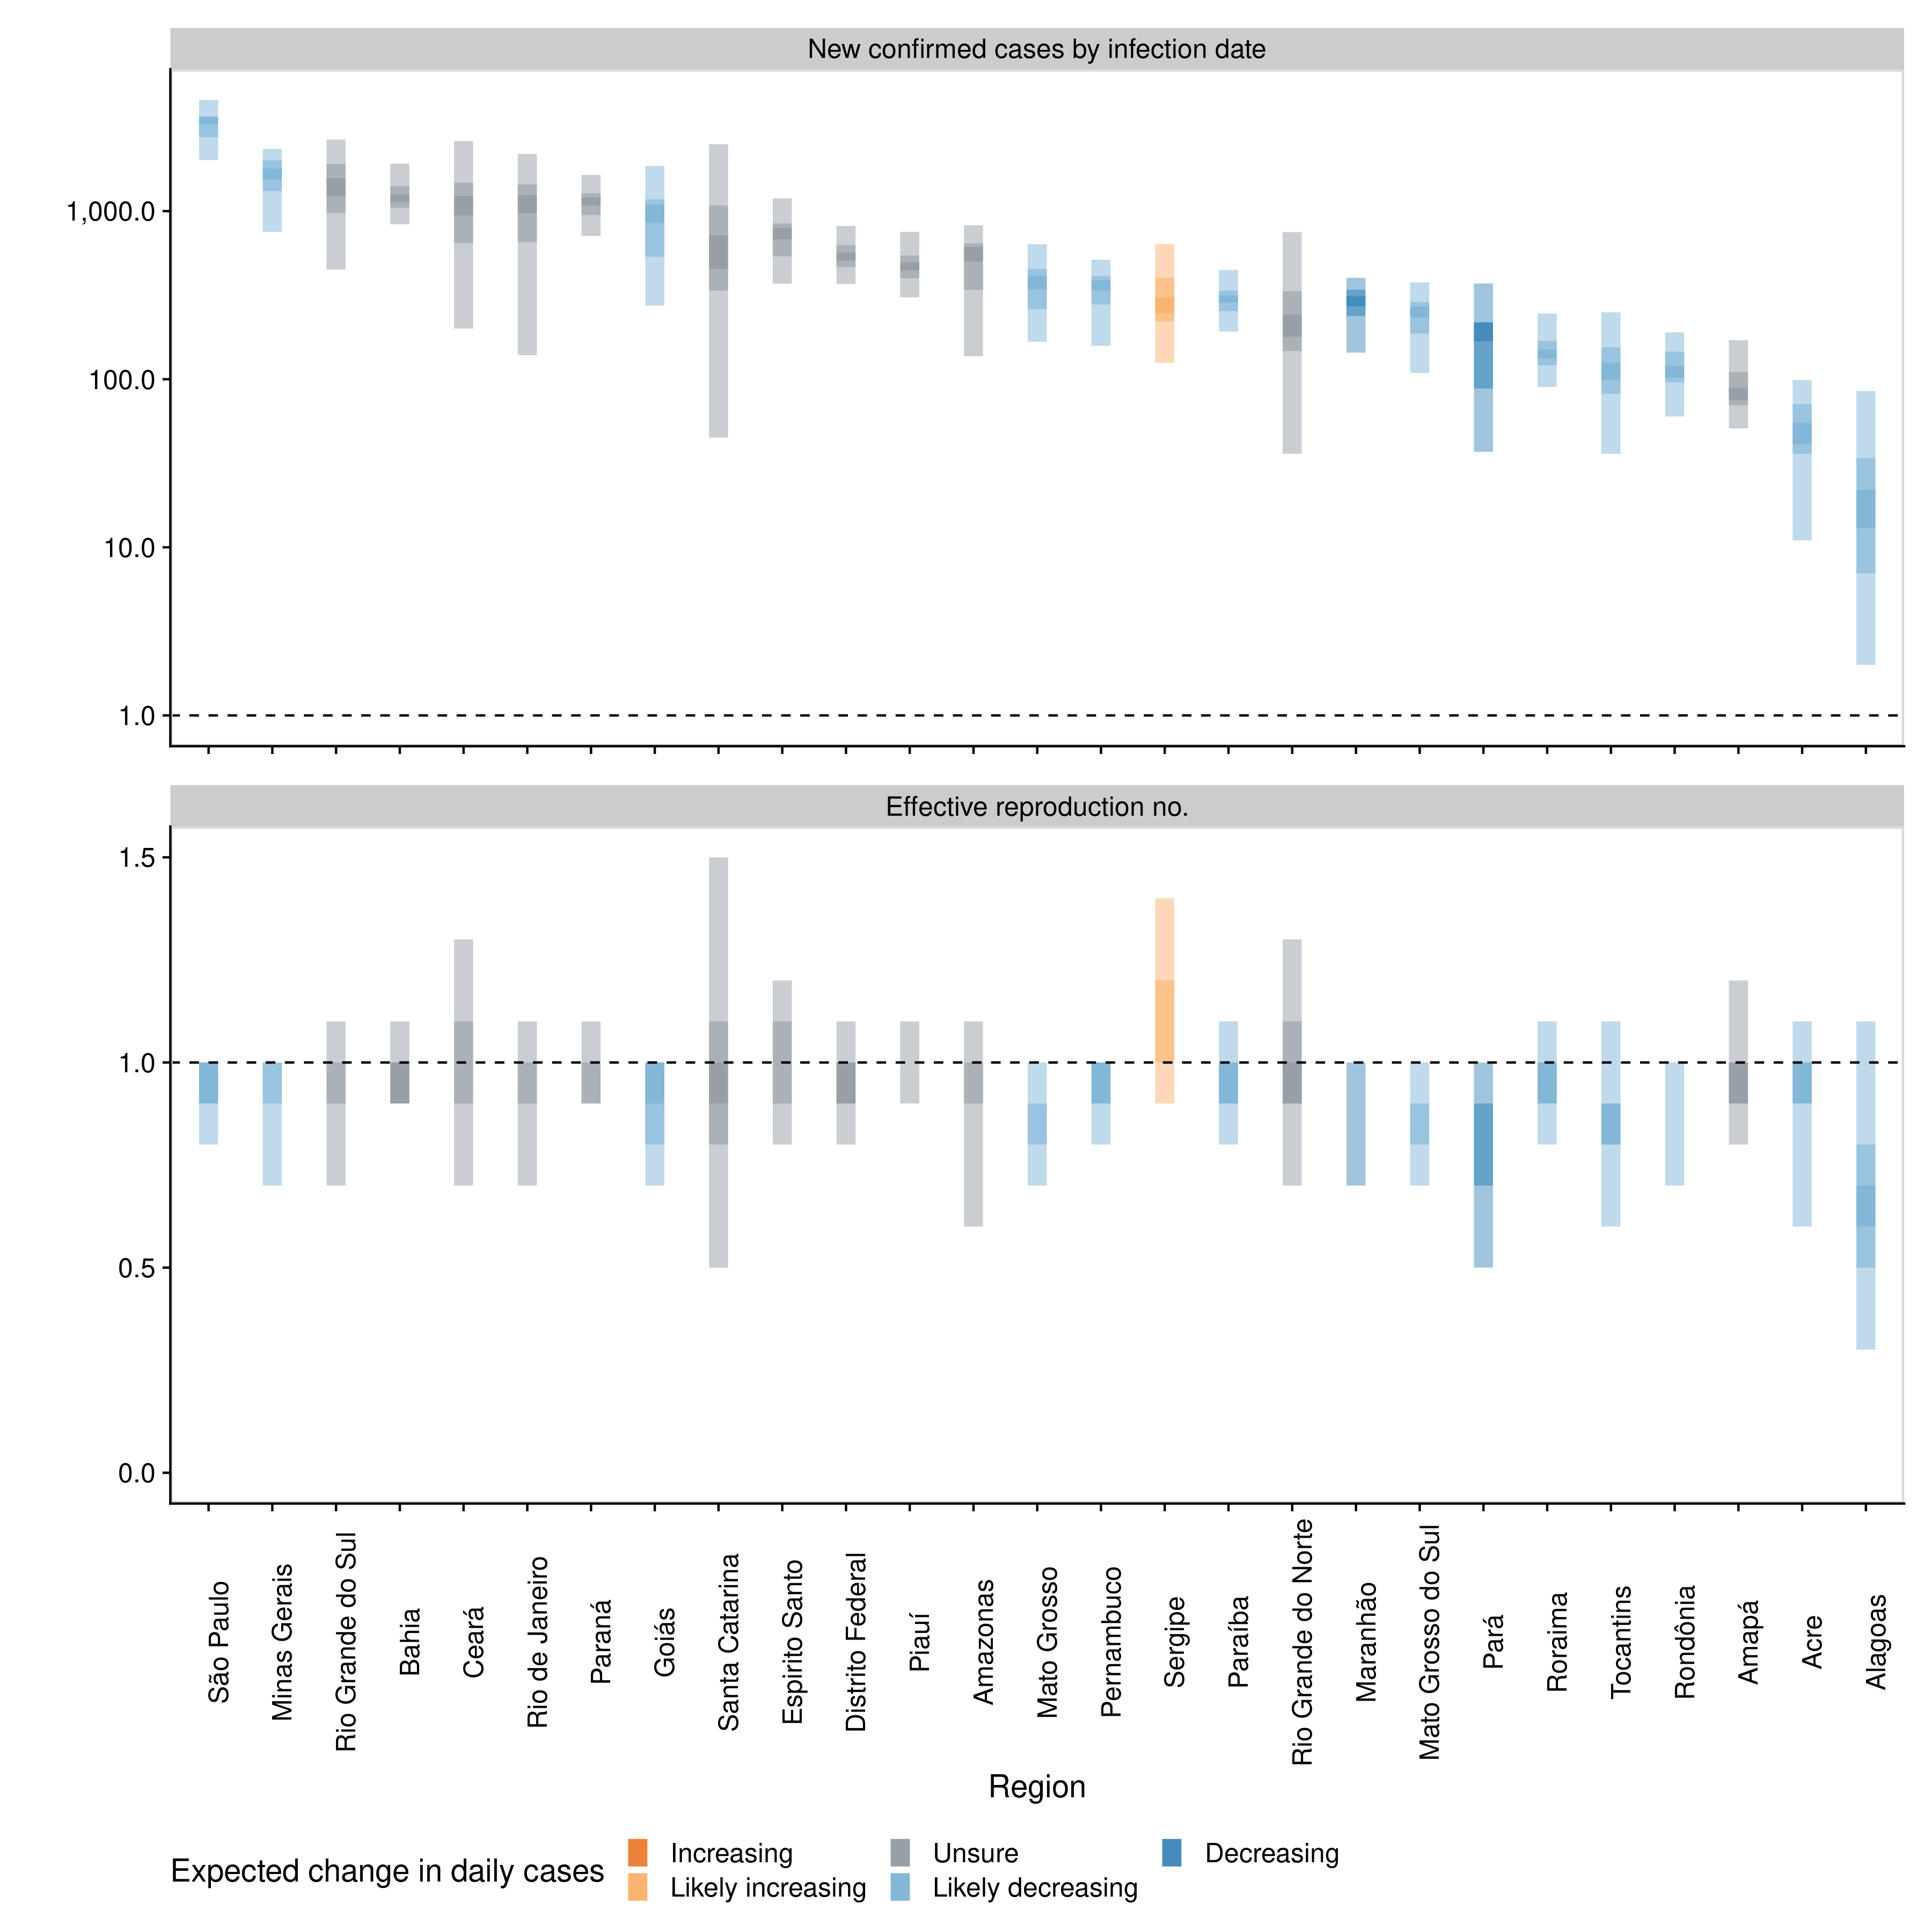 New confirmed cases by infection date
1,000.0
100.0
10.0
1.0
Effective reproduction no.
1.5
1.0
0.5
0.0
São Paulo
Minas Gerais
Rio Grande do Sul
Bahia
Ceará
Rio de Janeiro
Paraná
Goiás
Santa Catarina
Espirito Santo
Distrito Federal
Piauí
Amazonas
Mato Grosso
Pernambuco
Sergipe
Paraíba
Rio Grande do Norte
Maranhão
Mato Grosso do Sul
Pará
Roraima
Tocantins
Rondônia
Amapá
Acre
Alagoas
Region
Expected change in daily cases
Increasing
Likely increasing
Unsure
Likely decreasing
Decreasing